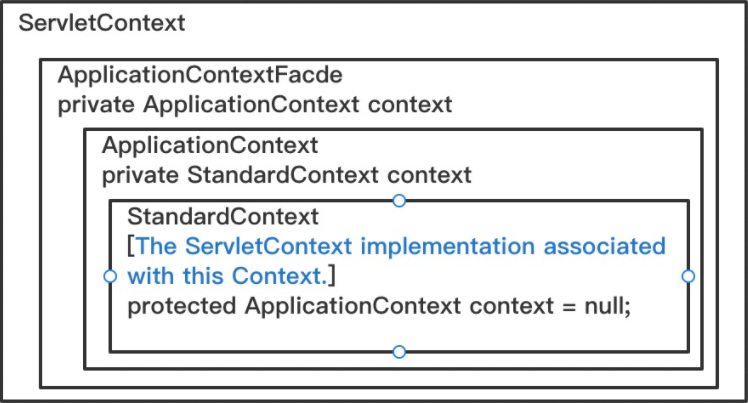 ServletContext
ApplicationContextFacde
private ApplicationContext context
ApplicationContext
private StandardContext context
StandardContext
[The ServletContext implementation associated
with this Context.]
protected ApplicationContext context = null;